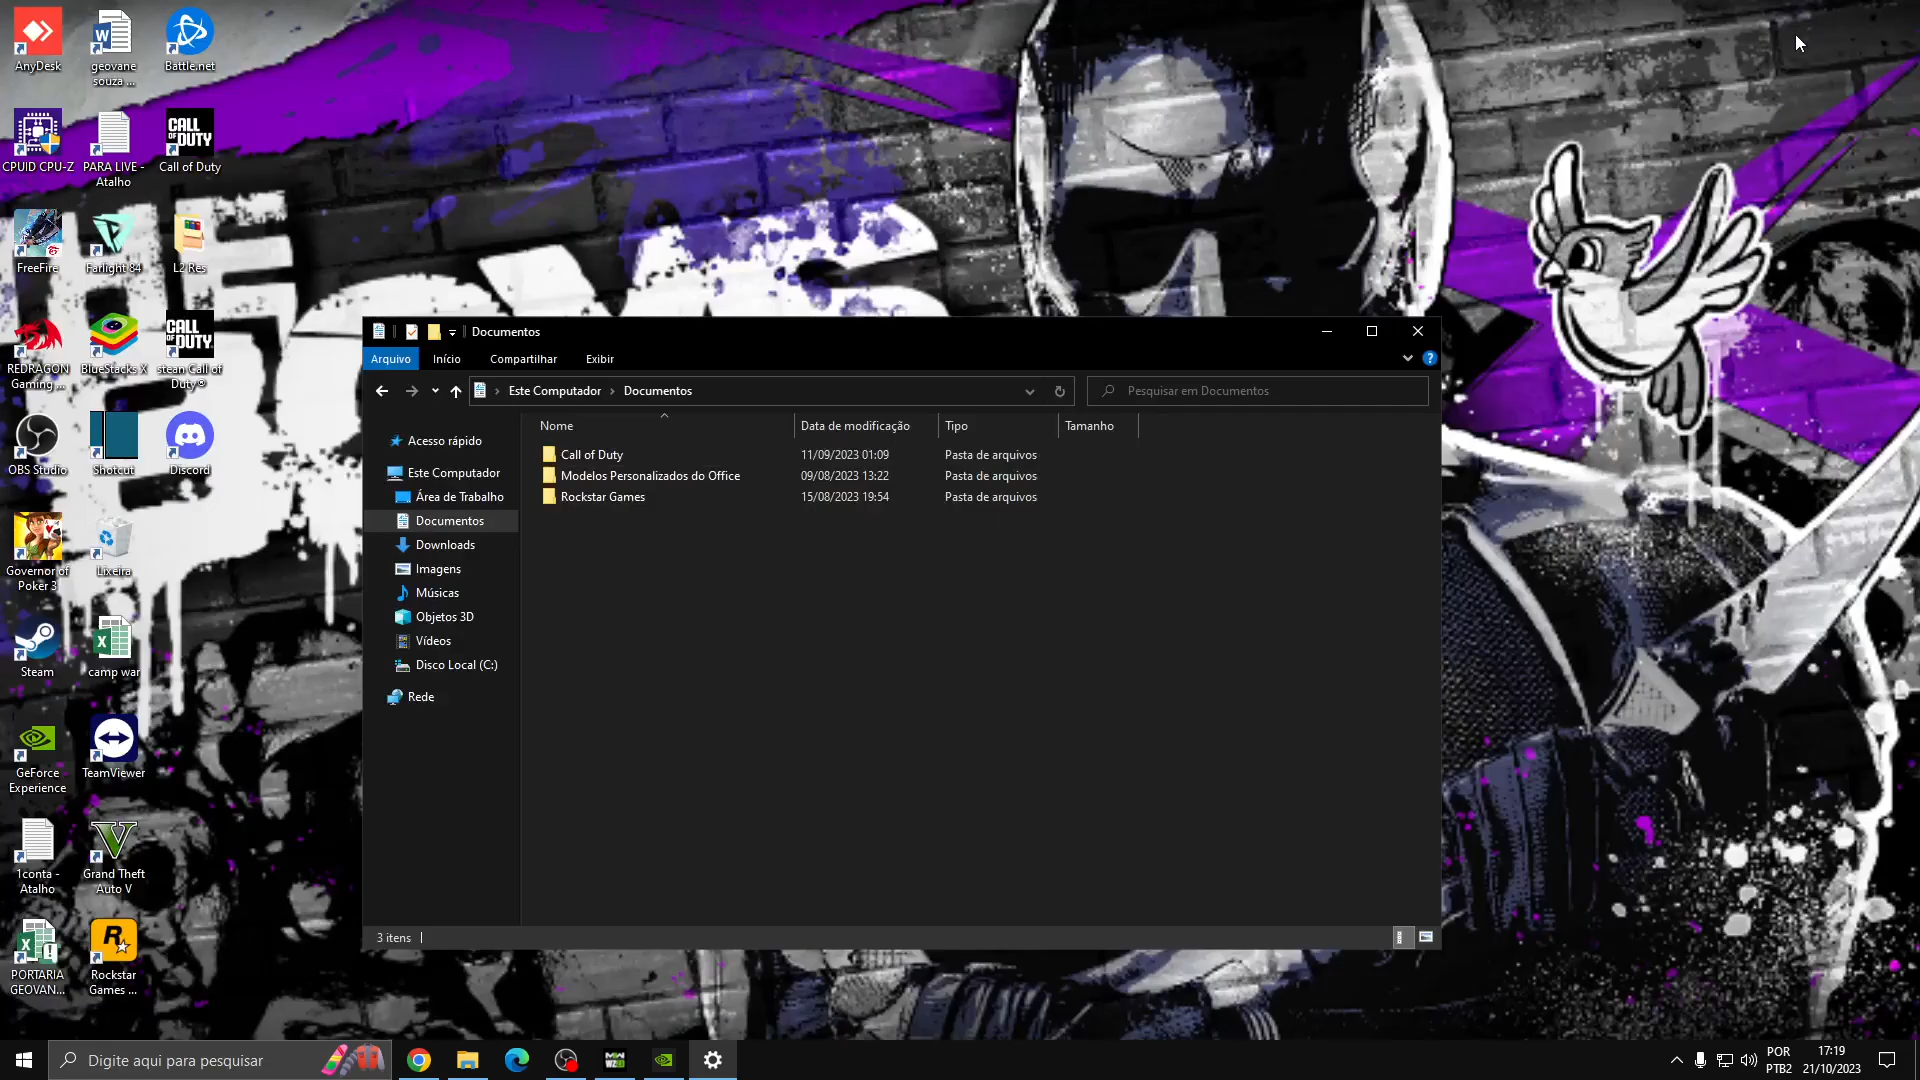 AnyDesk
geovane
souza ...
Battle.net
CPUID CPU-Z
PARA LIVE -
Atalho
CALL OF DUTY
Call of Duty
FreeFire
Farlight 84
L2 Res
REDRAGON
Gaming ...
BlueStacks X
CALL OF DUTY
stean Call of
Duty®
OBS Studio
Shotcut
Discord
Governor of
Poker 3
Lixeira
Steam
camp war
GeForce
Experience
TeamViewer
1conta -
Atalho
Grand Theft
Auto V
PORTARIA
GEOVAN...
Rockstar
Games ...
Documentos
Arquivo
Início
Compartilhar
Exibir
Este Computador
Documentos
Pesquisar em Documentos
Nome
Data de modificação
Tipo
Tamanho
Call of Duty 11/09/2023 01:09 Pasta de arquivos
Modelos Personalizados do Office 09/08/2023 13:22 Pasta de arquivos
Rockstar Games 15/08/2023 19:54 Pasta de arquivos
Acesso rápido
Este Computador
Área de Trabalho
Documentos
Downloads
Imagens
Músicas
Objetos 3D
Vídeos
Disco Local (C:)
Rede
3 itens
Digite aqui para pesquisar
POR
PTB2
17:19
21/10/2023